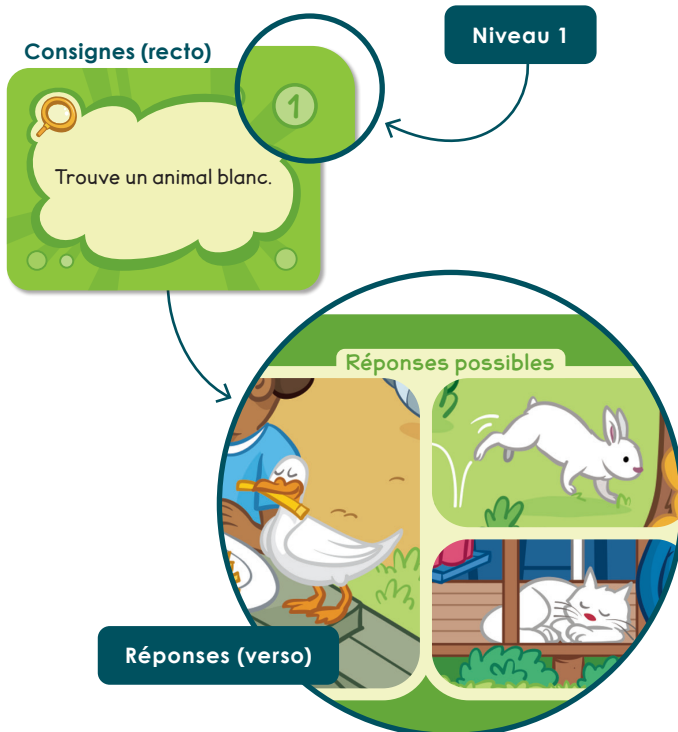 Niveau 1
Consignes (recto)
1
Trouve un animal blanc.
Réponses possibles
Réponses (verso)